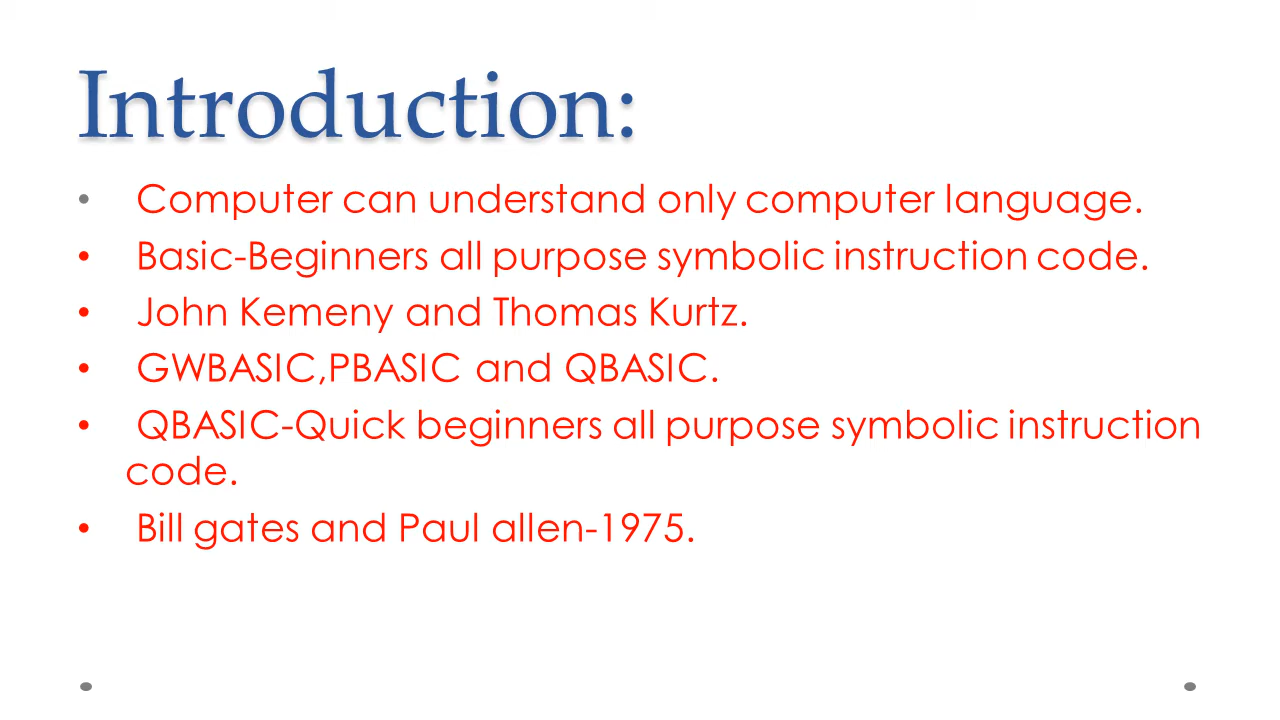 Introduction:
• Computer can understand only computer language.
• Basic-Beginners all purpose symbolic instruction code.
• John Kemeny and Thomas Kurtz.
• GWBASIC,PBASIC and QBASIC.
• QBASIC-Quick beginners all purpose symbolic instruction
code.
• Bill gates and Paul allen-1975.